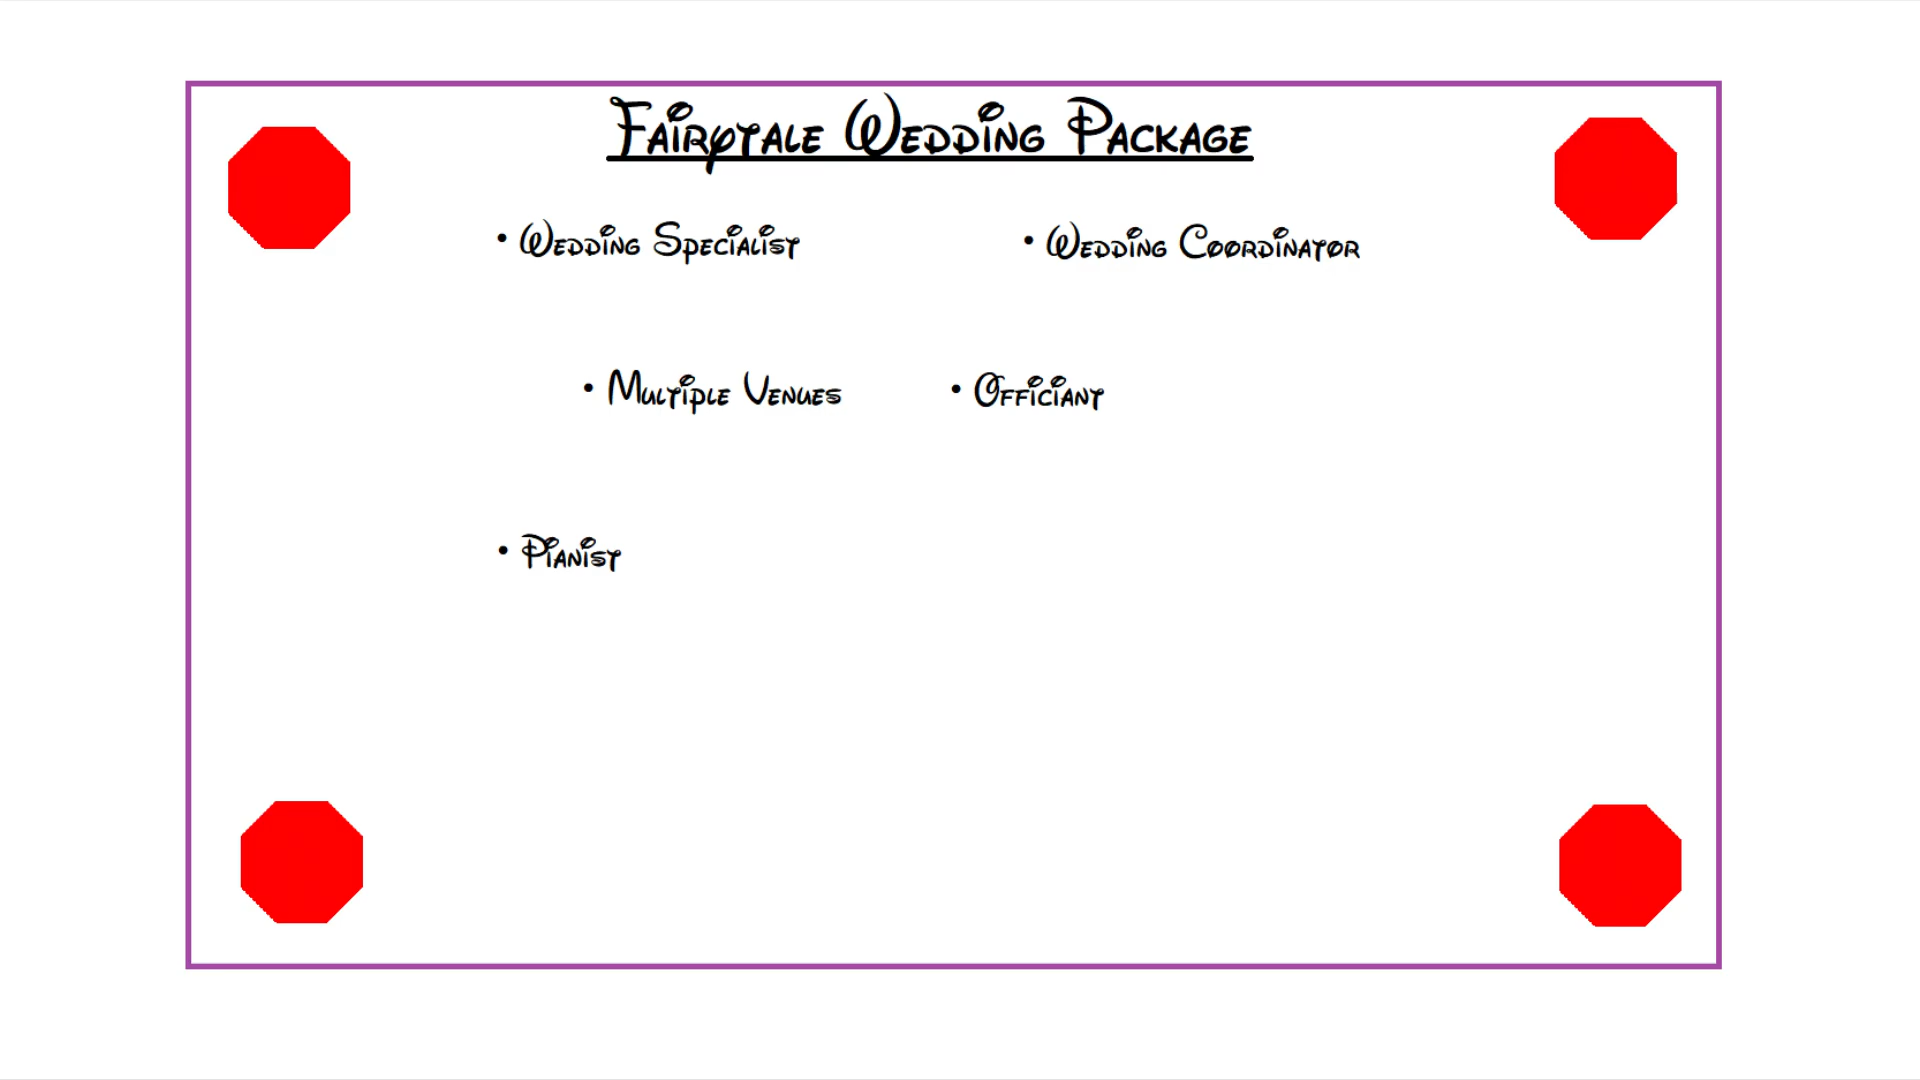 Fairytale Wedding Package
• Wedding Specialist
• Wedding Coordinator
• Multiple Venues
• Officiant
• Pianist